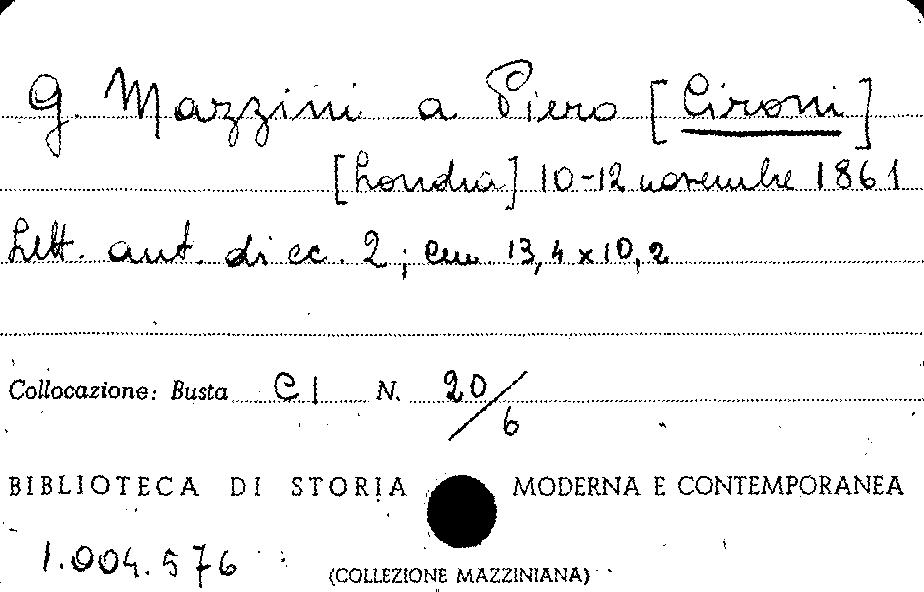 G. Mazzini a Piero [Cironi]
[Londra] 10-12 novembre 1861
Lett. aut. di cc. 2; cm. 13,4 x 10,2
Collocazione: Busta CI N. 20/6
BIBLIOTECA DI STORIA MODERNA E CONTEMPORANEA
1.004.576
(COLLEZIONE MAZZINIANA)